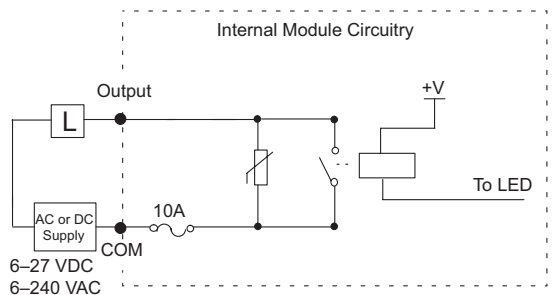 Internal Module Circuitry
Output
+V
L
To LED
10A
AC or DC
Supply
COM
6–27 VDC
6–240 VAC